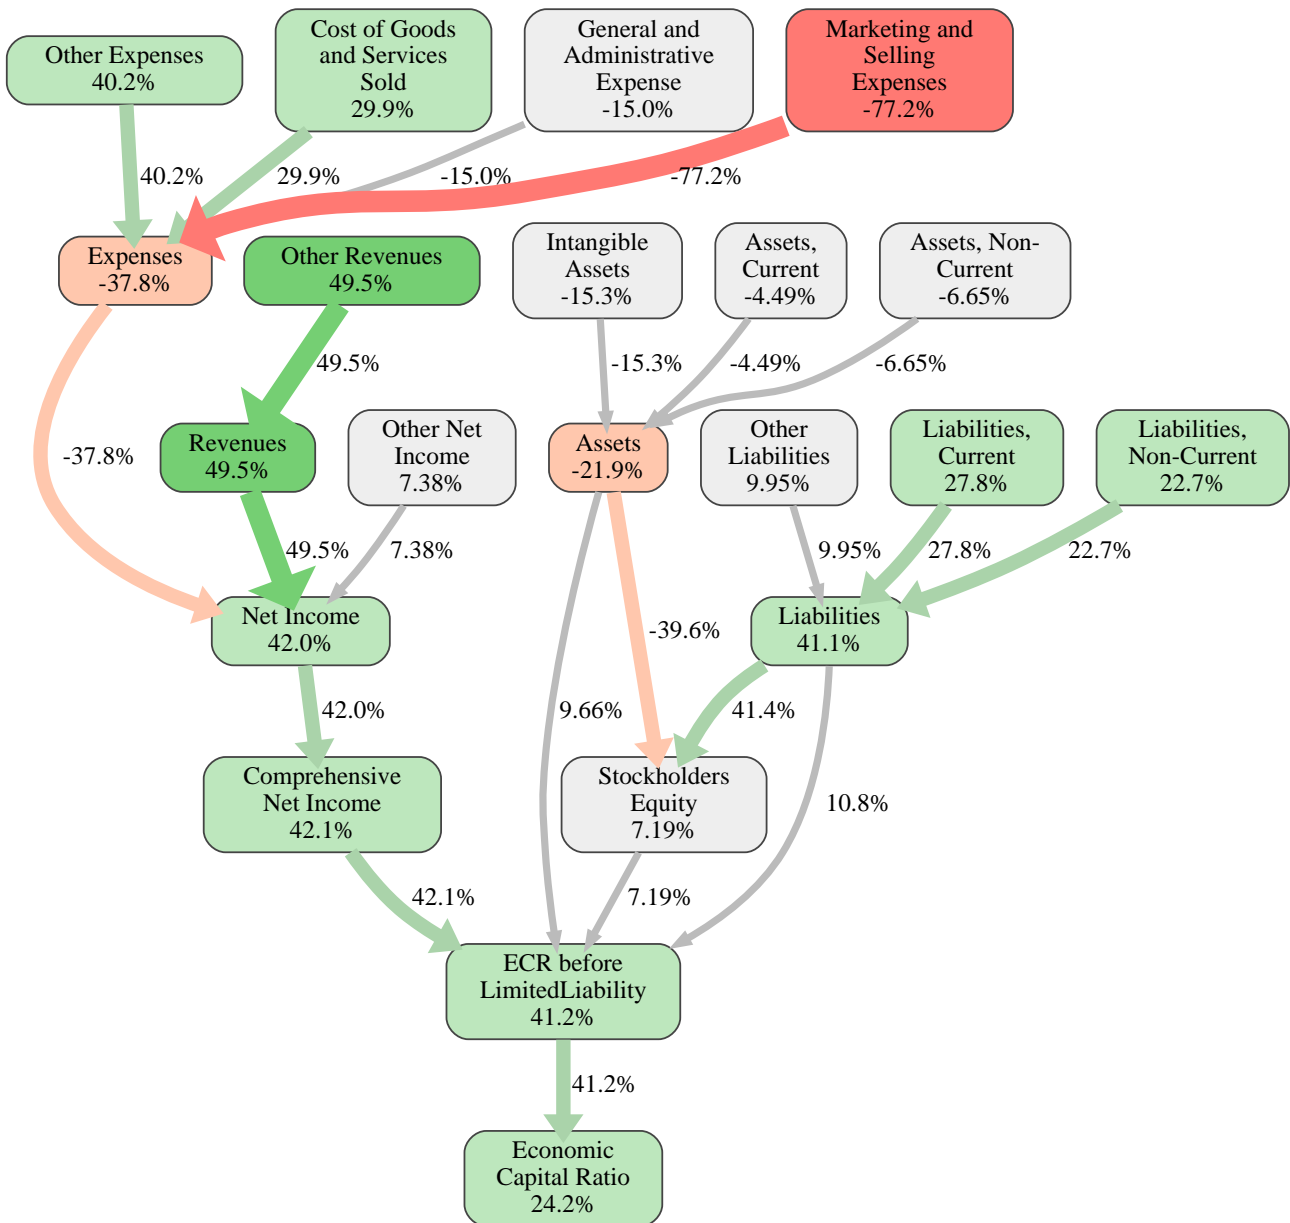 Other Expenses
40.2%
Cost of Goods
and Services
Sold
29.9%
General and
Administrative
Expense
-15.0%
Marketing and
Selling
Expenses
-77.2%
40.2%
29.9%
-15.0%
-77.2%
Expenses
-37.8%
Other Revenues
49.5%
Intangible
Assets
-15.3%
Assets,
Current
-4.49%
Assets, Non-
Current
-6.65%
49.5%
-15.3%
-4.49%
-6.65%
-37.8%
Revenues
49.5%
Other Net
Income
7.38%
Assets
-21.9%
Other
Liabilities
9.95%
Liabilities,
Current
27.8%
Liabilities,
Non-Current
22.7%
49.5%
7.38%
9.95%
27.8%
22.7%
Net Income
42.0%
-39.6%
Liabilities
41.1%
42.0%
9.66%
41.4%
Comprehensive
Net Income
42.1%
Stockholders
Equity
7.19%
10.8%
42.1%
7.19%
ECR before
LimitedLiability
41.2%
41.2%
Economic
Capital Ratio
24.2%